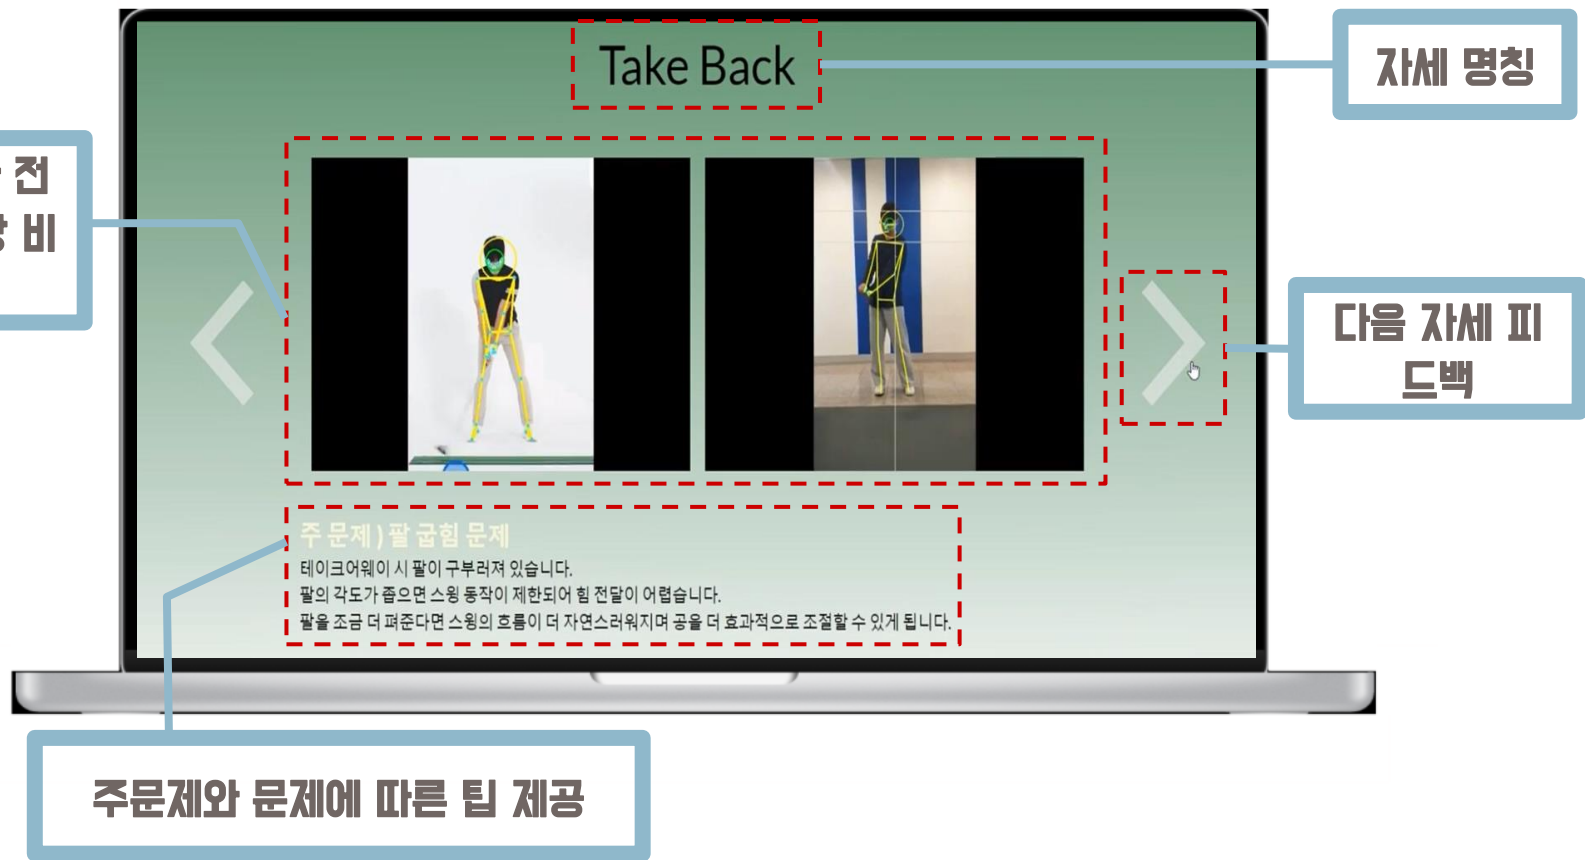 Take Back
자세 명칭
전
비
다음 자세 피
드백
주 문제 ) 팔 굽힘 문제
테이크어웨이 시 팔이 구부러져 있습니다.
팔의 각도가 좁으면 스윙 동작이 제한되어 힘 전달이 어렵습니다.
팔을 조금 더 펴준다면 스윙의 흐름이 더 자연스러워지며 공을 더 효과적으로 조절할 수 있게 됩니다.
주문제와 문제에 따른 팁 제공